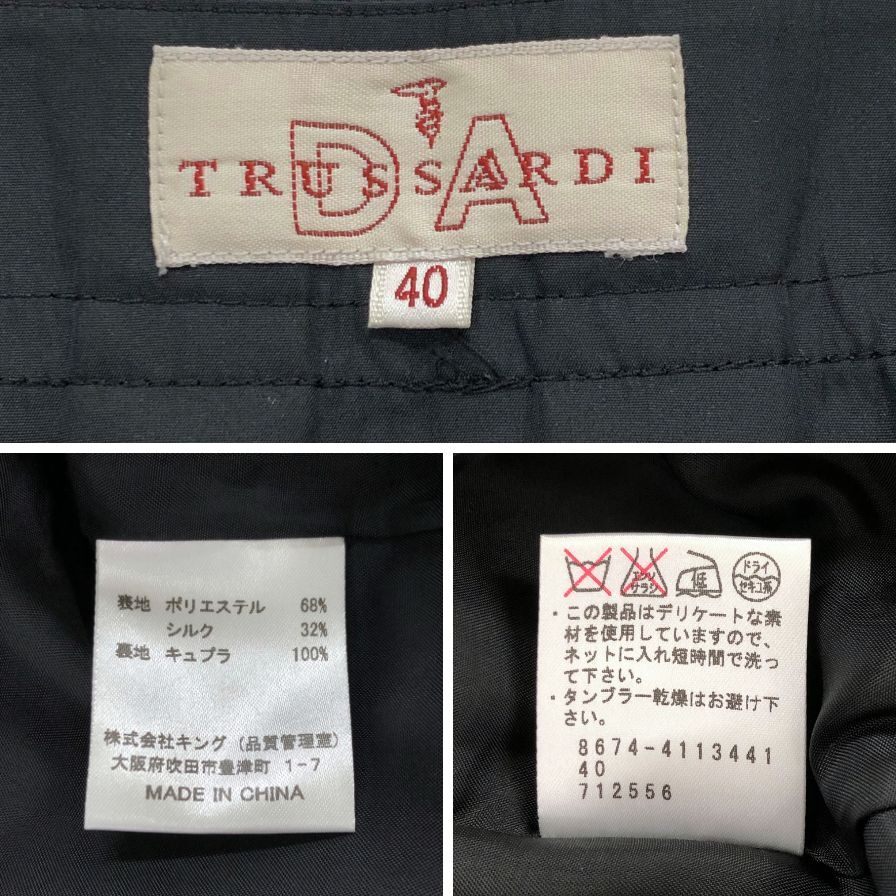 TRUSSARDI
DA
40
表地 ポリエステル 68%
シルク 32%
裏地 キュプラ 100%
株式会社キング (品質管理室)
大阪府吹田市豊津町 1-7
MADE IN CHINA
エンソ
サラシ
低
ドライ
セキユ系
・この製品はデリケートな素
材を使用していますので、
ネットに入れ短時間で洗っ
て下さい。
・タンブラー乾燥はお避け下
さい。
8674-4113441
40
712556